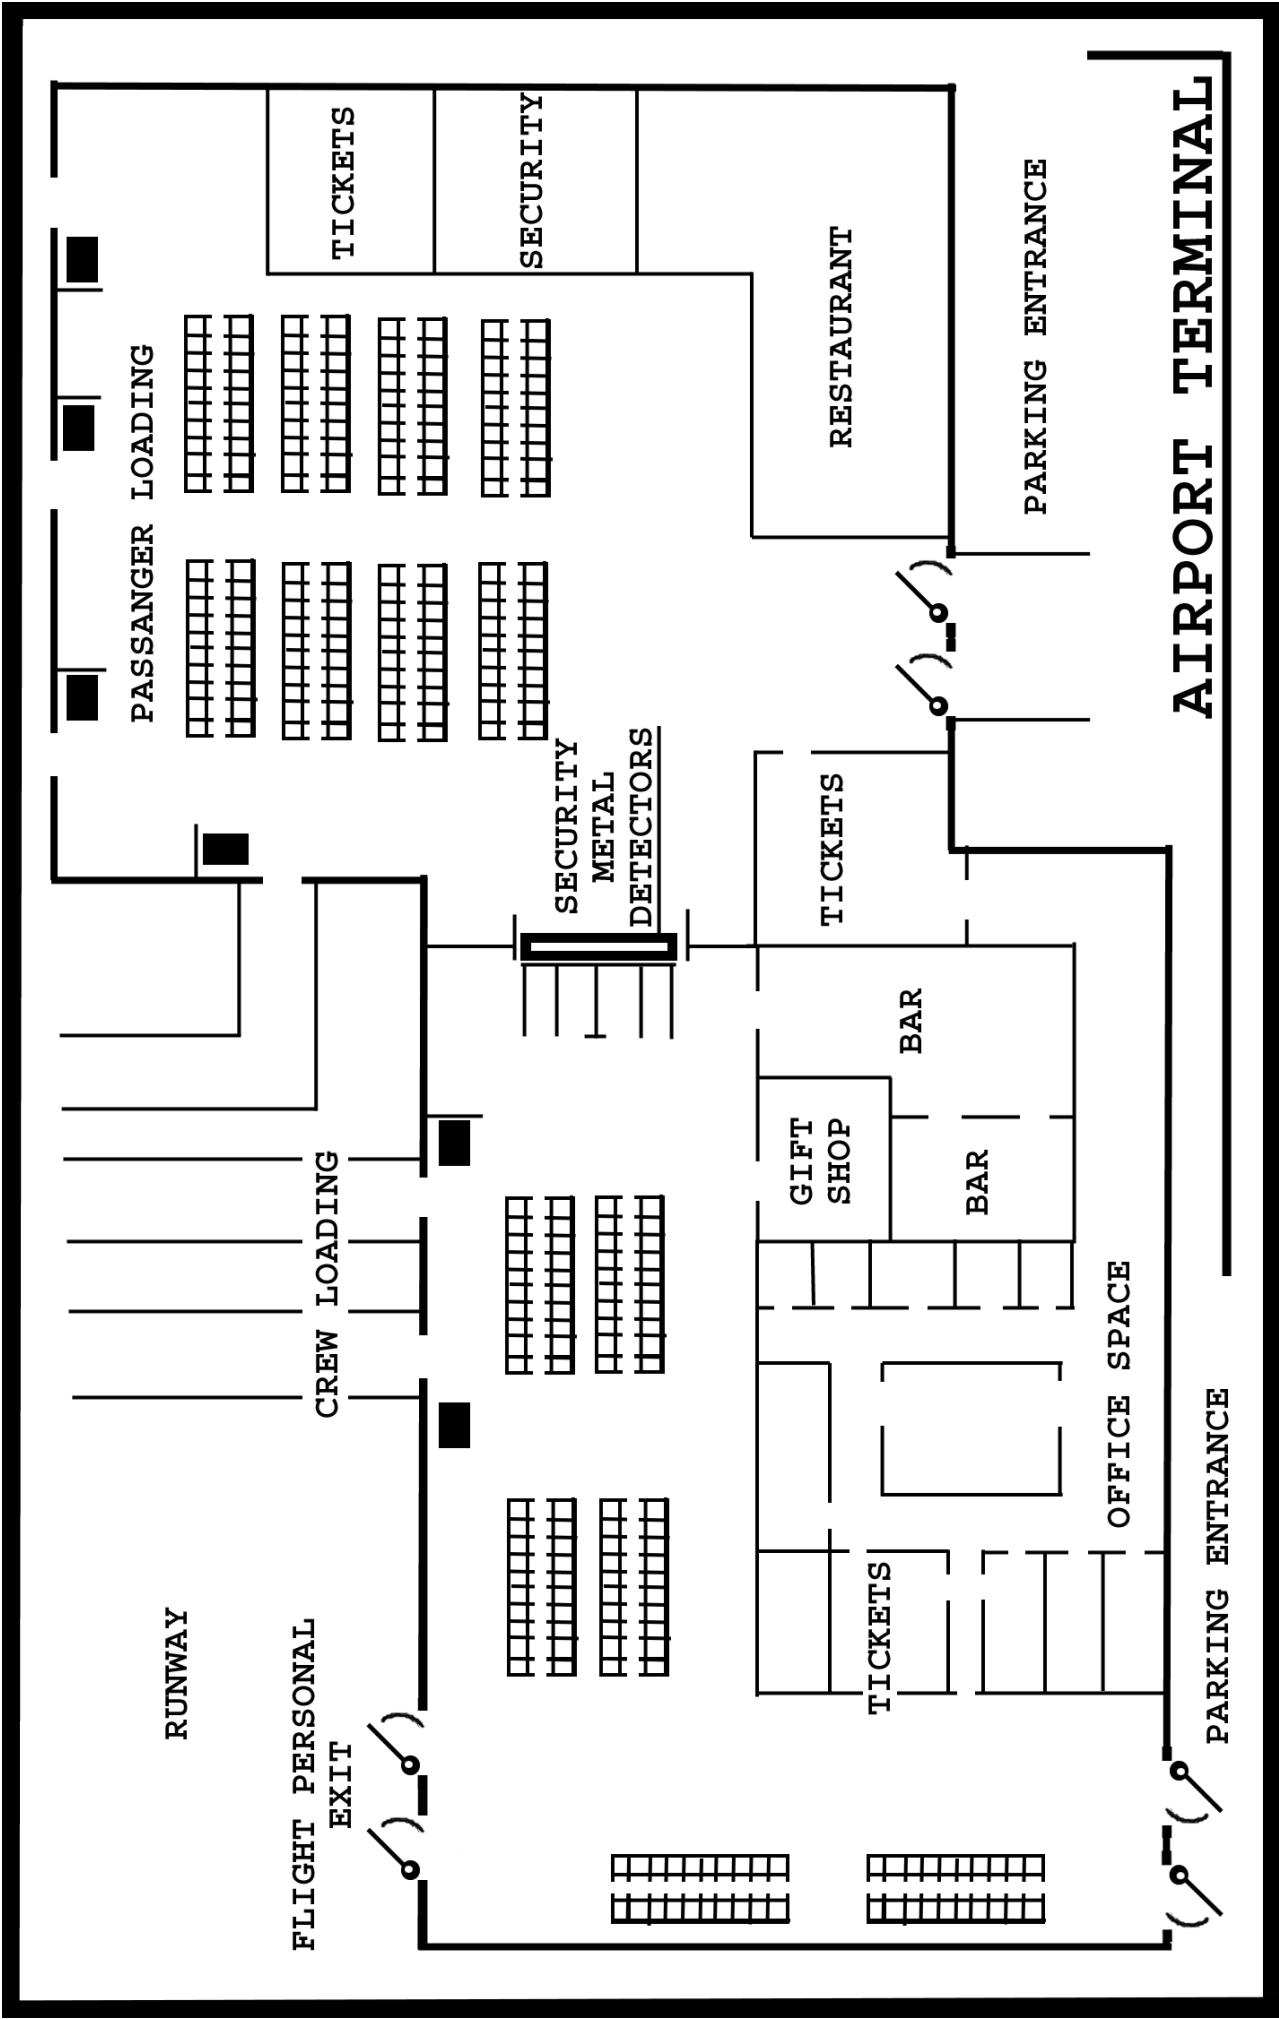 AIRPORT TERMINAL
PARKING ENTRANCE
RESTAURANT
SECURITY
TICKETS
PASSANGER LOADING
SECURITY
METAL
DETECTORS
TICKETS
BAR
GIFT
SHOP
BAR
CREW LOADING
OFFICE SPACE
PARKING ENTRANCE
TICKETS
RUNWAY
FLIGHT PERSONAL
EXIT